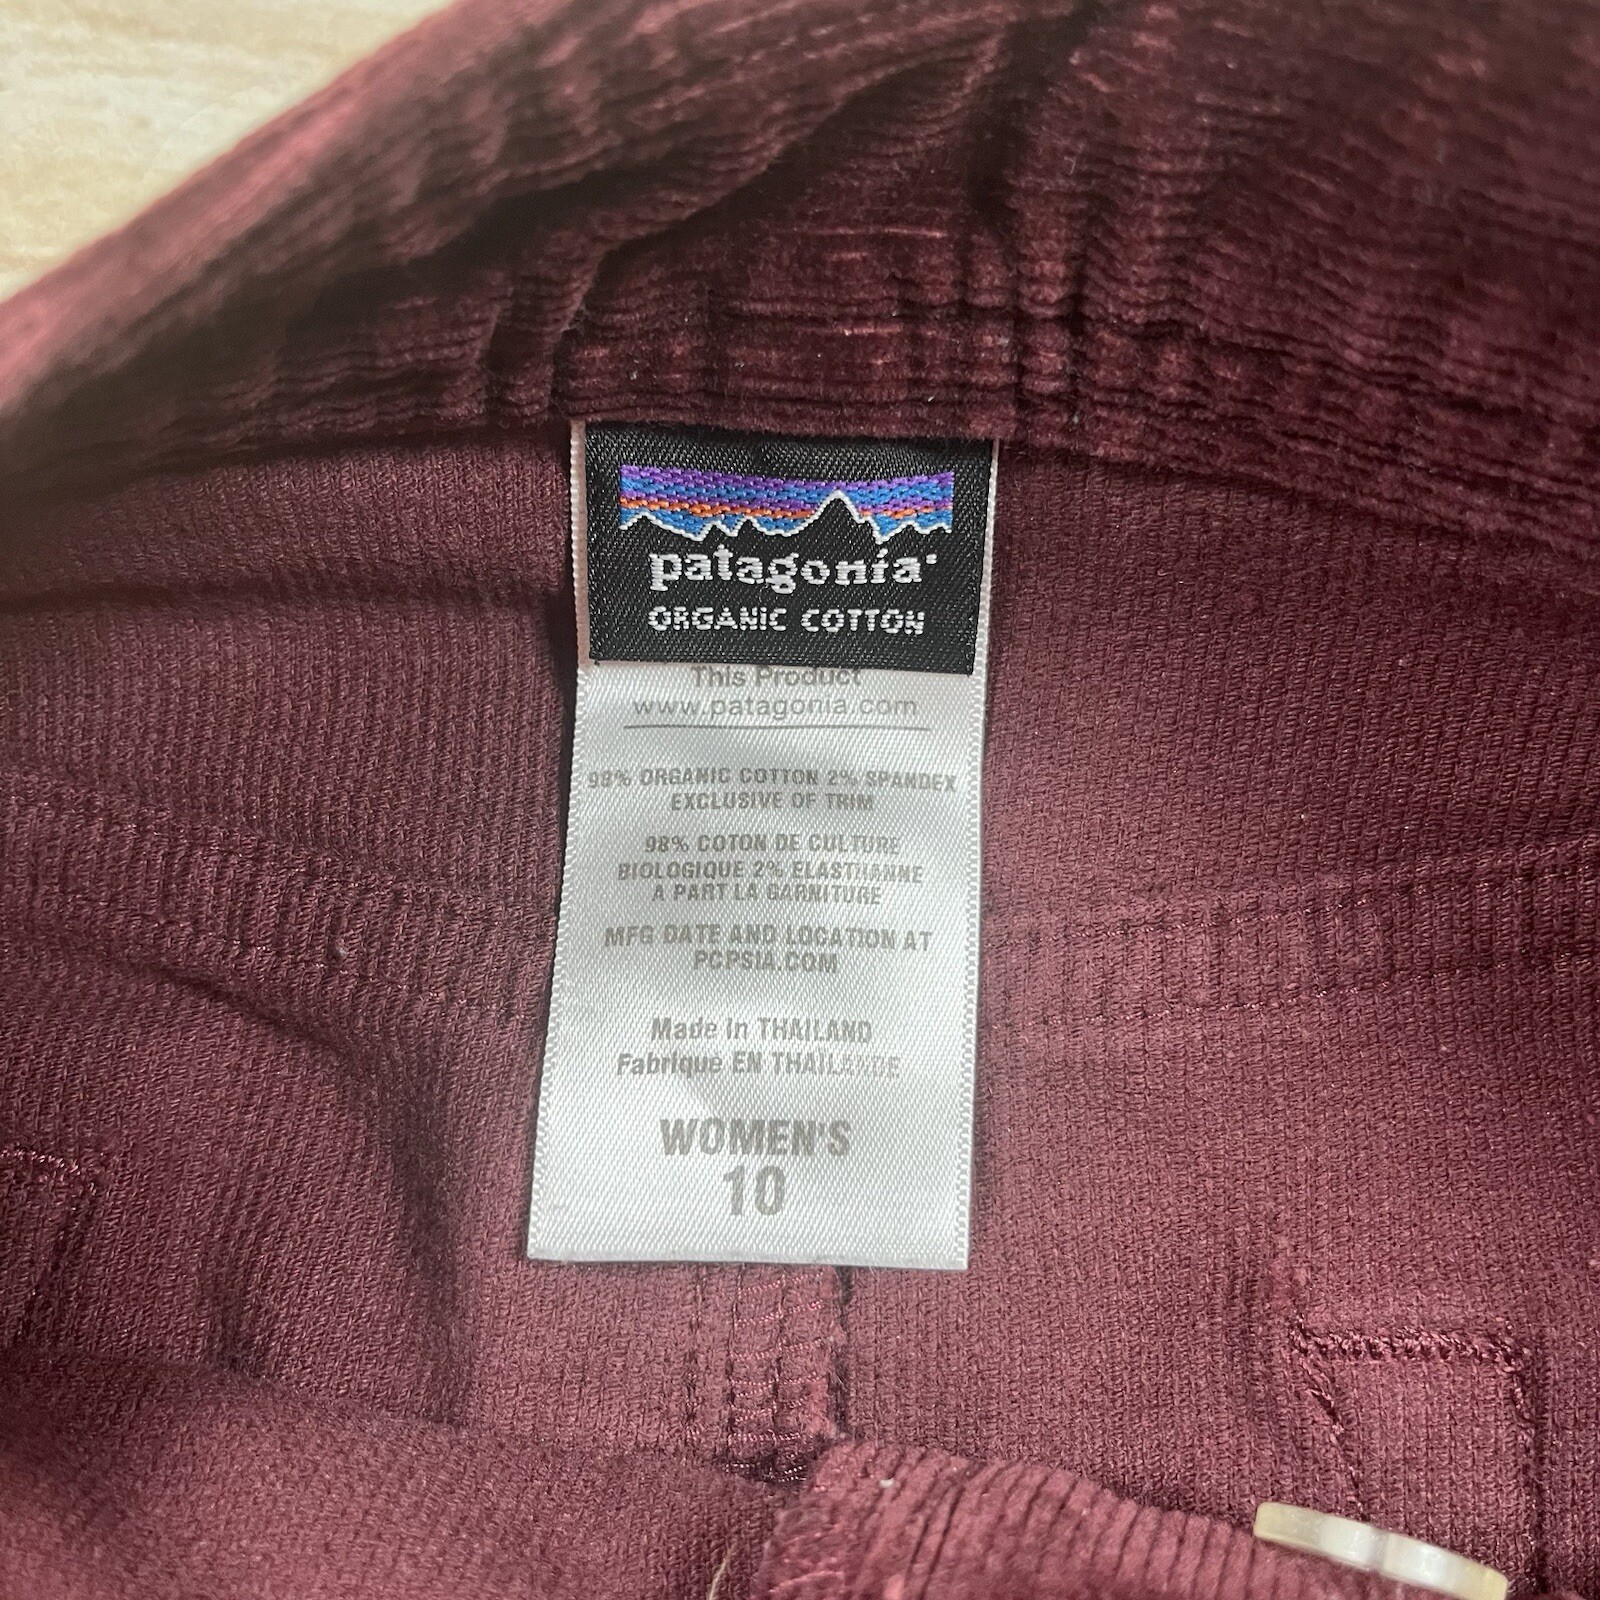 patagonia
ORGANIC COTTON
This Product
www.patagonia.com
98% ORGANIC COTTON 2% SPANDEX
EXCLUSIVE OF TRIM
98% COTON DE CULTURE
BIOLOGIQUE 2% ELASTHANNE
A PART LA GARNITURE
MFG DATE AND LOCATION AT
PCPSIA.COM
Made in THAILAND
Fabriqué EN THAÏLANDE
WOMEN'S
10